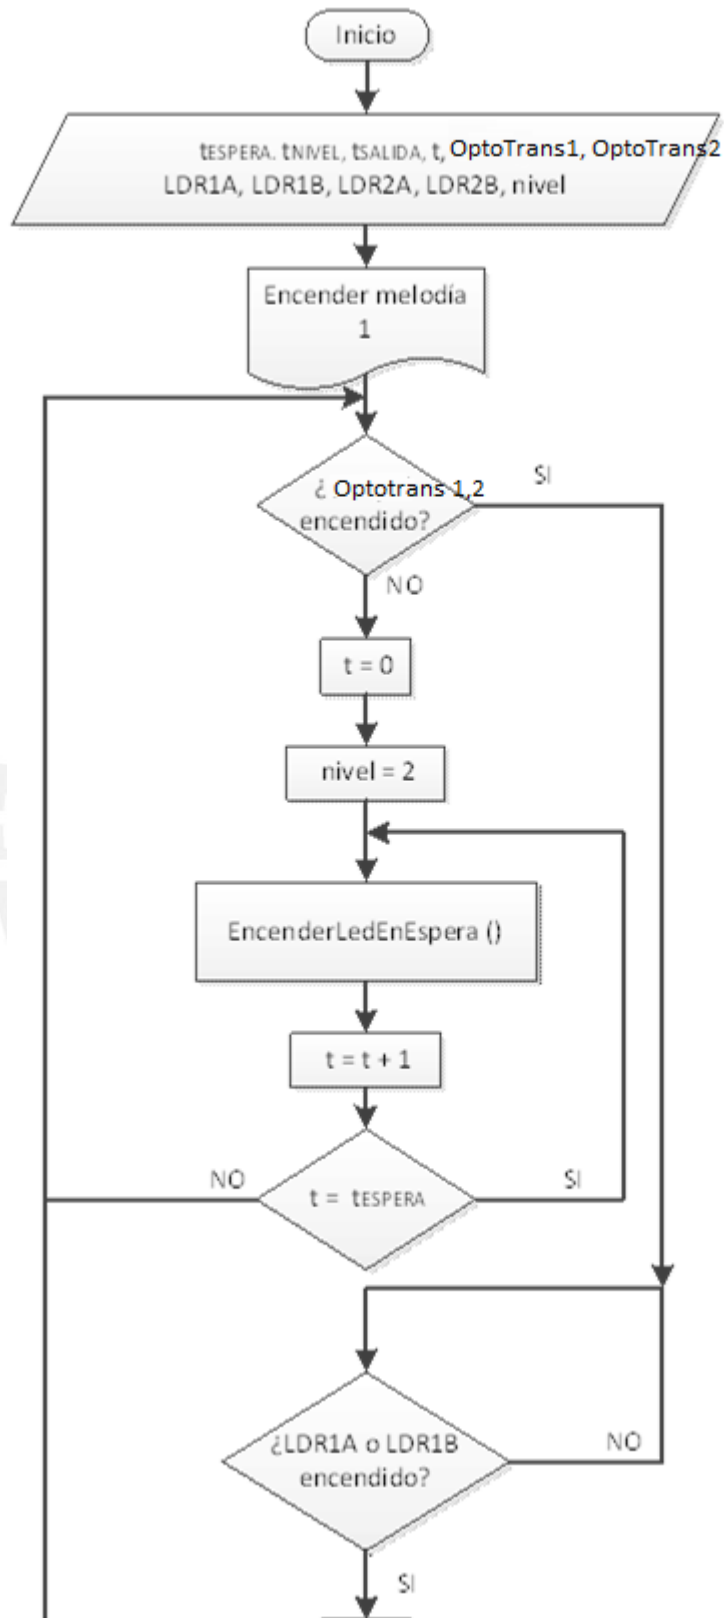 Inicio
tESPERA. tNIVEL, tSALIDA, t, OptoTrans1, OptoTrans2
LDR1A, LDR1B, LDR2A, LDR2B, nivel
Encender melodía
1
¿ Optotrans 1,2
encendido?
SI
NO
t = 0
nivel = 2
EncenderLedEnEspera ()
t = t + 1
NO
t = tESPERA
SI
¿LDR1A o LDR1B
encendido?
NO
SI